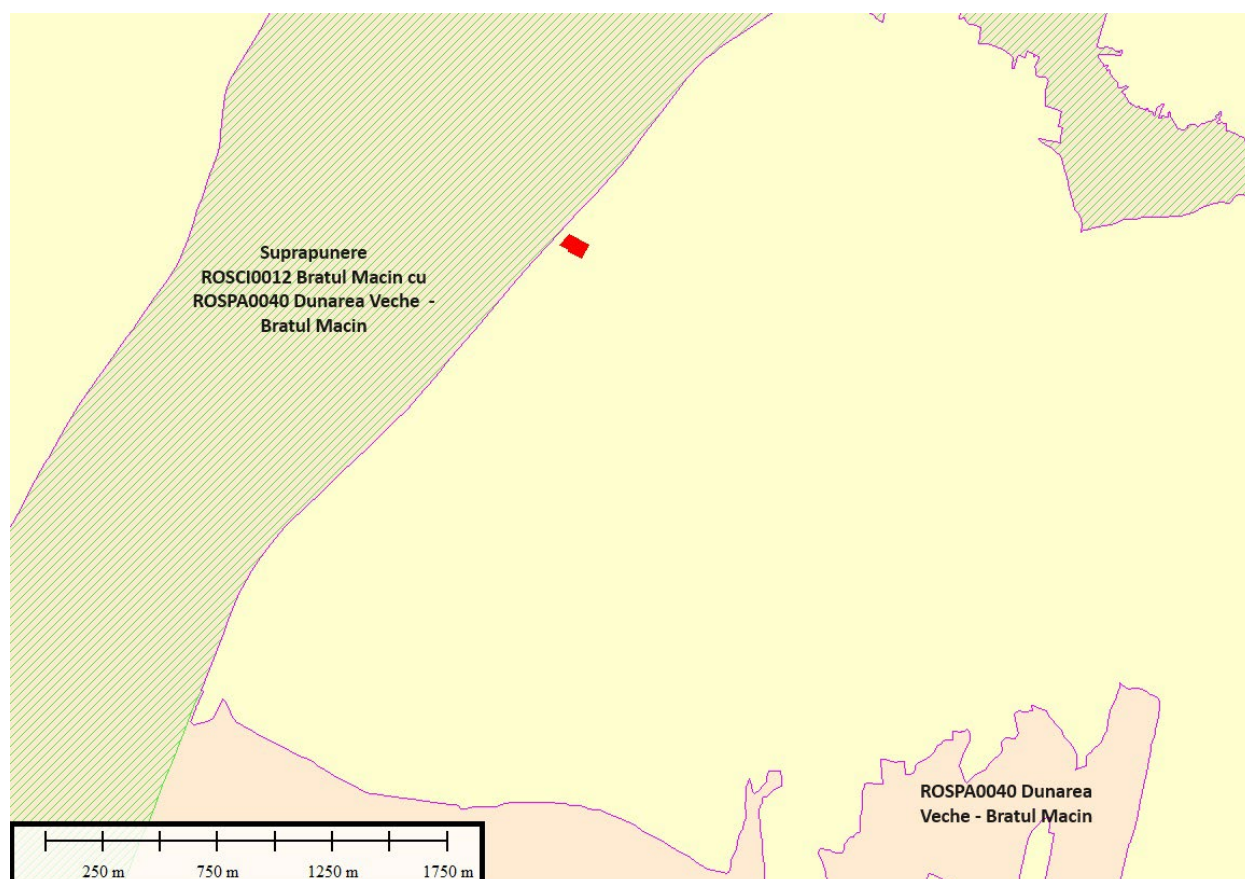 Suprapunere
ROSCI0012 Bratul Macin cu
ROSPA0040 Dunarea Veche -
Bratul Macin
ROSPA0040 Dunarea
Veche - Bratul Macin
250 m 750 m 1250 m 1750 m